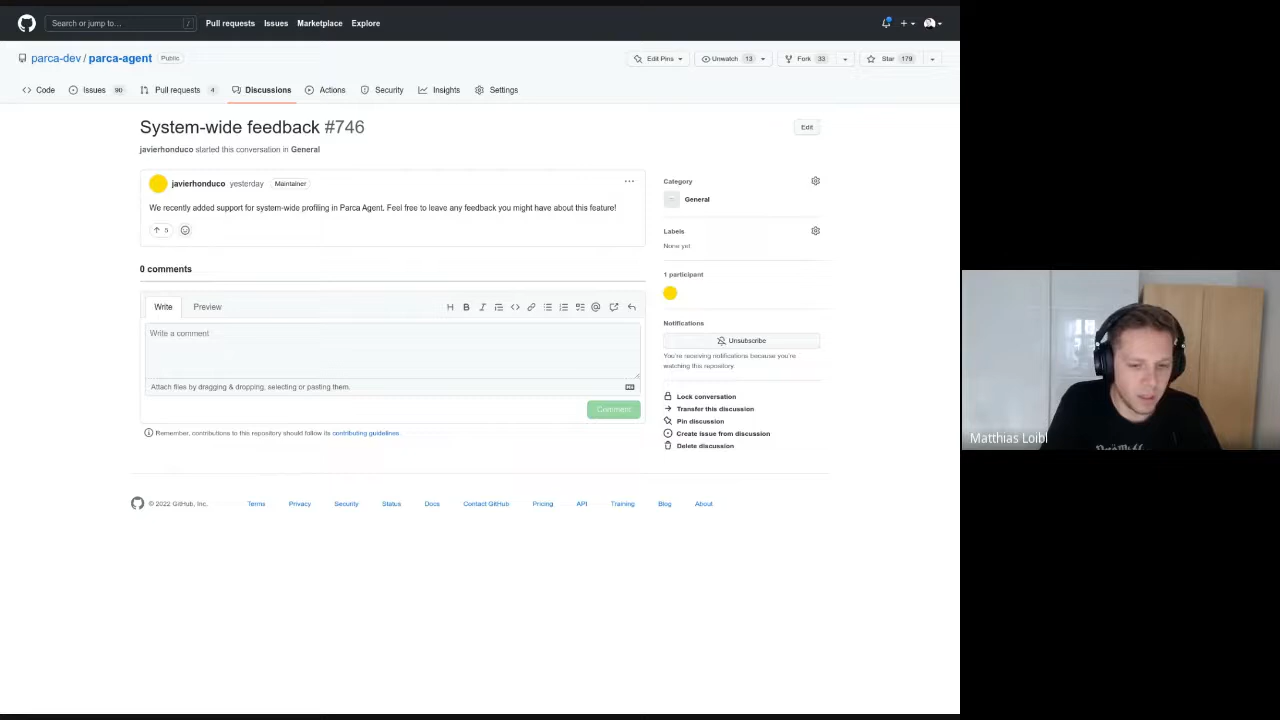 Search or jump to…
/
Pull requests
Issues
Marketplace
Explore
parca-dev / parca-agent
Public
Edit Pins
Unwatch 13
Fork 33
Star 179
Code
Issues 90
Pull requests 4
Discussions
Actions
Security
Insights
Settings
System-wide feedback #746
Edit
javierhonduco started this conversation in General
javierhonduco yesterday Maintainer
We recently added support for system-wide profiling in Parca Agent. Feel free to leave any feedback you might have about this feature!
5
0 comments
Write
Preview
Write a comment
Attach files by dragging & dropping, selecting or pasting them.
Comment
Remember, contributions to this repository should follow its contributing guidelines.
Category
General
Labels
None yet
1 participant
Notifications
Unsubscribe
You're receiving notifications because you're
watching this repository.
Lock conversation
Transfer this discussion
Pin discussion
Create issue from discussion
Delete discussion
© 2022 GitHub, Inc.
Terms
Privacy
Security
Status
Docs
Contact GitHub
Pricing
API
Training
Blog
About
Matthias Loibl